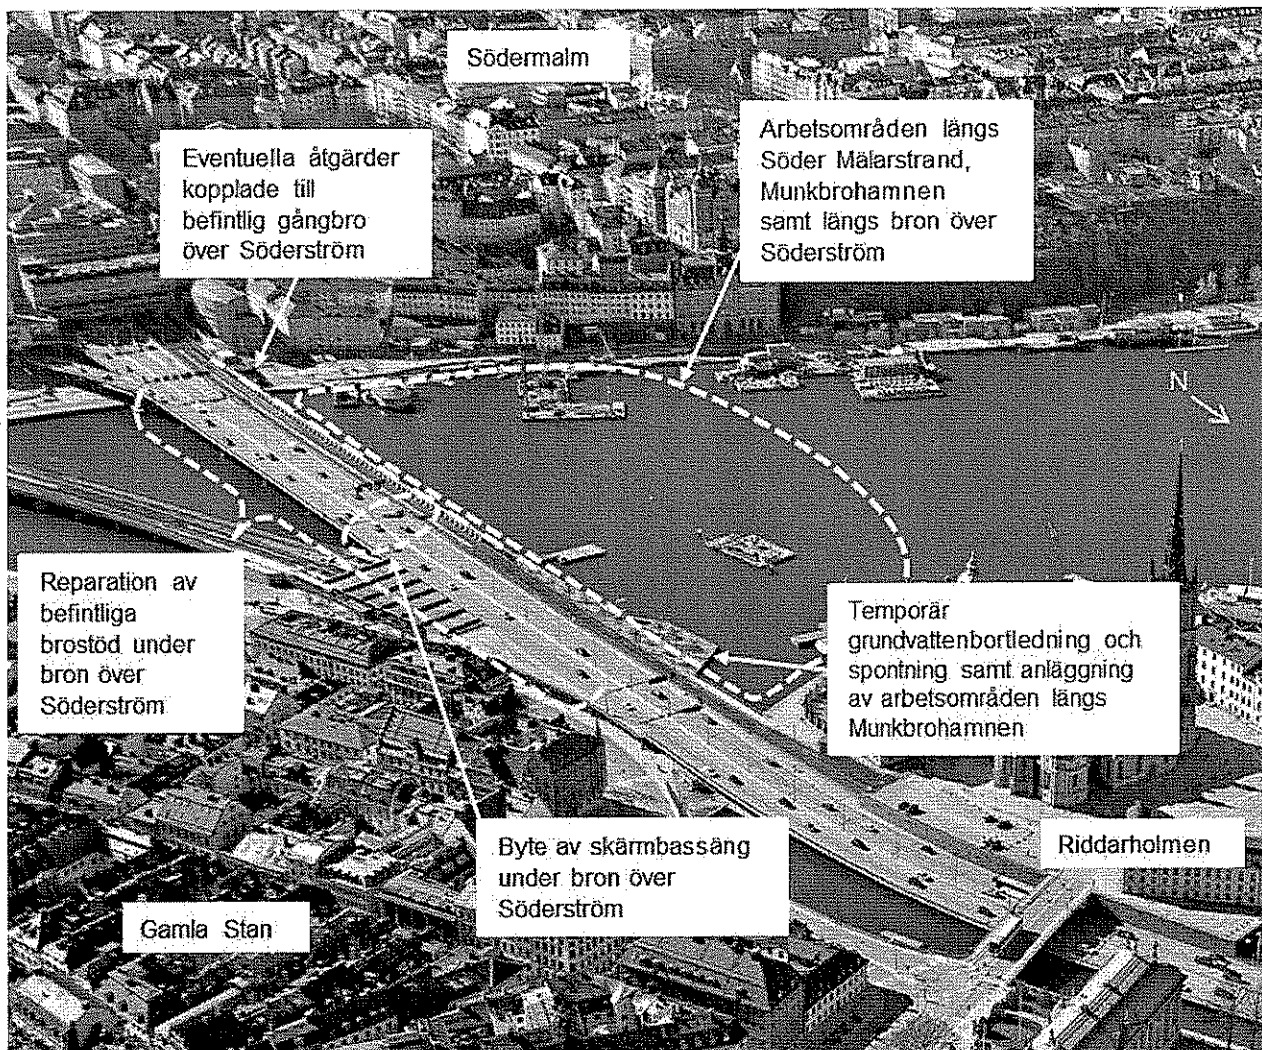 Södermalm
Eventuella åtgärder
kopplade till
befintlig gångbro
över Söderström
Arbetsområden längs
Söder Mälarstrand,
Munkbrohamnen
samt längs bron över
Söderström
N
Reparation av
befintliga
brostöd under
bron över
Söderström
Temporär
grundvattenbortledning och
spontning samt anläggning
av arbetsområden längs
Munkbrohamnen
Byte av skärmbassäng
under bron över
Söderström
Riddarholmen
Gamla Stan